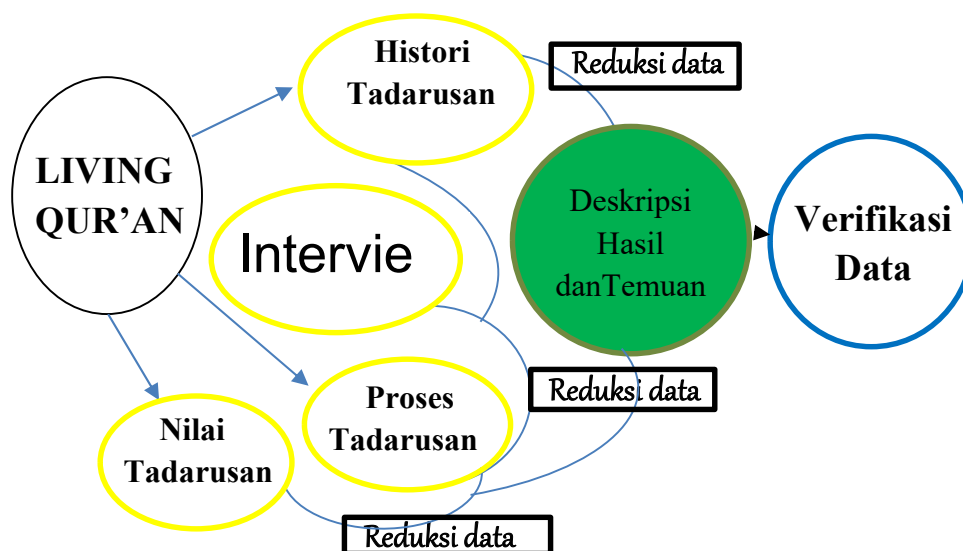 Histori
Tadarusan
Reduksi data
LIVING
QUR’AN
Intervie
Deskripsi
Hasil
danTemuan
Verifikasi
Data
Reduksi data
Proses
Tadarusan
Nilai
Tadarusan
Reduksi data